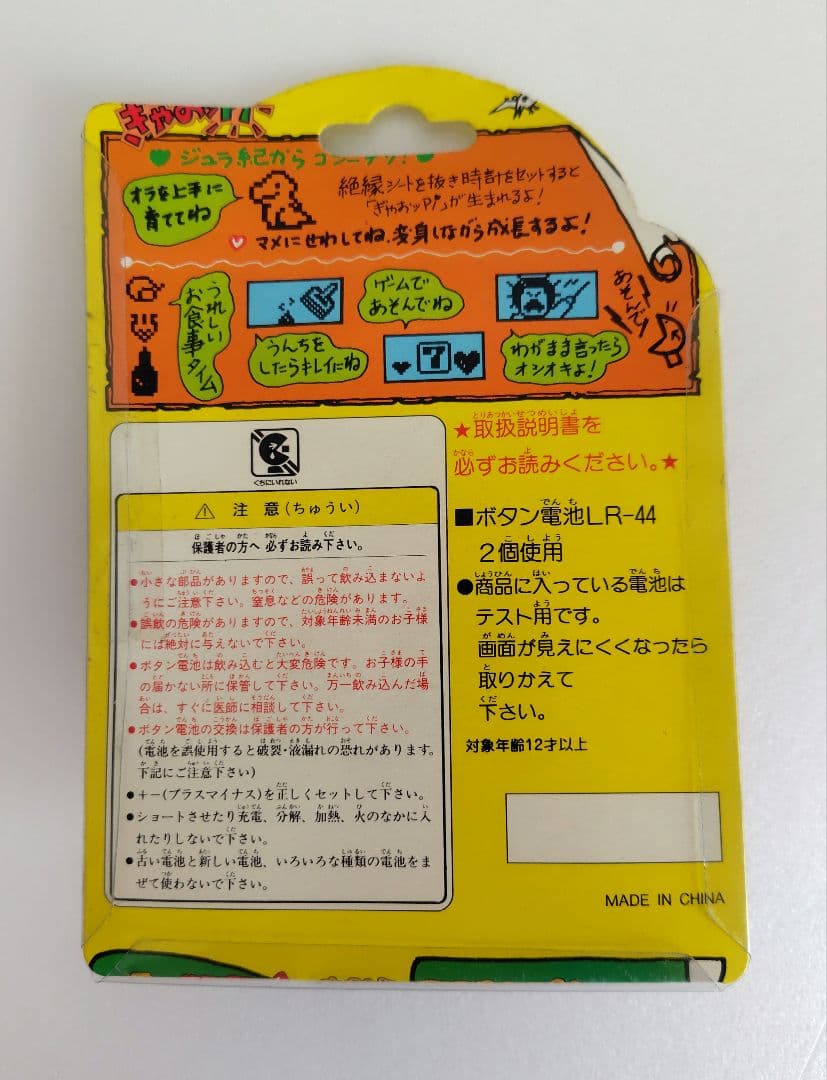 ジュラ紀から
オラを上手に
育ててね
絶縁シートを抜き時計をセットすると
「ぎゃおッPi」が生まれるよ!
マメにせわしてね、変身しながら成長するよ!
うれしい
お食事タイム
うんちを
したらキレイにね
ゲームで
あそんでね
7
わがまま言ったら
オシオキよ!
あそんで!
くちにいれない
⚠ 注意(ちゅうい)
保護者の方へ 必ずお読み下さい。
●小さな部品がありますので、誤って飲み込まないよ
うにご注意下さい。窒息などの危険があります。
●誤飲の危険がありますので、対象年齢未満のお子様
には絶対に与えないで下さい。
●ボタン電池は飲み込むと大変危険です。お子様の手
の届かない所に保管して下さい。万一飲み込んだ場
合は、すぐに医師に相談して下さい。
●ボタン電池の交換は保護者の方が行って下さい。
(電池を誤使用すると破裂・液漏れの恐れがあります。
下記にご注意下さい)
●+−(プラスマイナス)を正しくセットして下さい。
●ショートさせたり充電、分解、加熱、火のなかに入
れたりしないで下さい。
●古い電池と新しい電池、いろいろな種類の電池をま
ぜて使わないで下さい。
★取扱説明書を
必ずお読みください。★
■ボタン電池LR-44
2個使用
●商品に入っている電池は
テスト用です。
画面が見えにくくなったら
取りかえて
下さい。
対象年齢12才以上
MADE IN CHINA